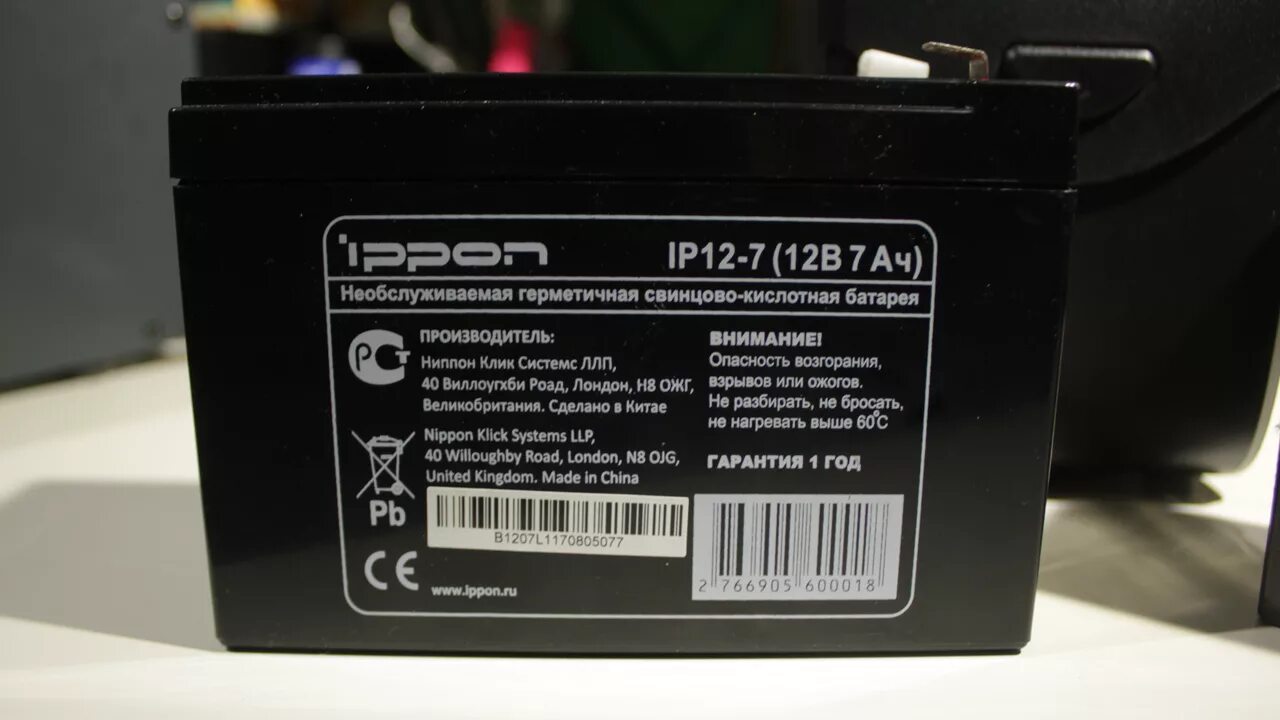 ippon
IP12-7 (12В 7 Ач)
Необслуживаемая герметичная свинцово-кислотная батарея
РСТ
ПРОИЗВОДИТЕЛЬ:
Ниппон Клик Системс ЛЛП,
40 Виллоугхби Роад, Лондон, Н8 ОЖГ,
Великобритания. Сделано в Китае
Nippon Klick Systems LLP,
40 Willoughby Road, London, N8 OJG,
United Kingdom. Made in China
Pb
CE
www.ippon.ru
B1207L1170805077
ВНИМАНИЕ!
Опасность возгорания,
взрывов или ожогов.
Не разбирать, не бросать,
не нагревать выше 60°С
ГАРАНТИЯ 1 ГОД
2 766905 600018